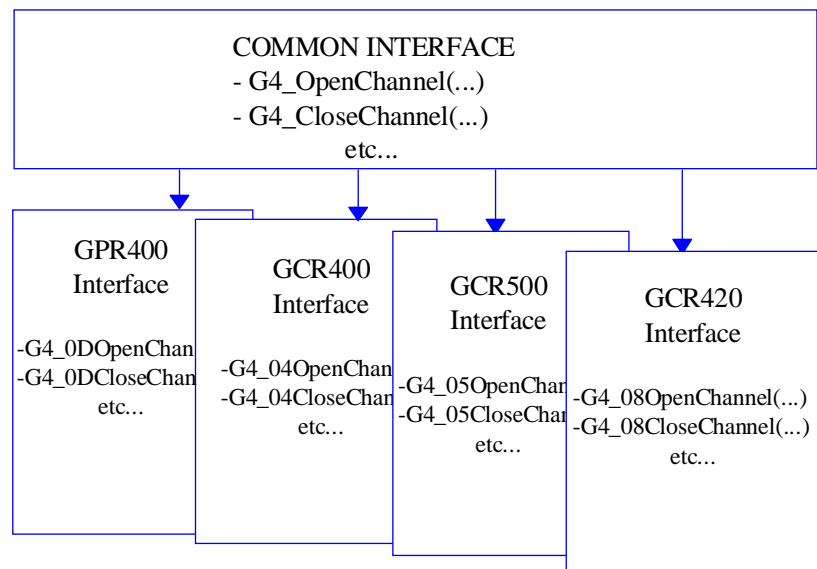 COMMON INTERFACE
- G4_OpenChannel(...)
- G4_CloseChannel(...)
etc...
GPR400
Interface
-G4_0DOpenChan
-G4_0DCloseChan
etc...
GCR400
Interface
-G4_04OpenChan
-G4_04CloseChan
etc...
GCR500
Interface
-G4_05OpenChan
-G4_05CloseChan
etc...
GCR420
Interface
-G4_08OpenChannel(...)
-G4_08CloseChannel(...)
etc...